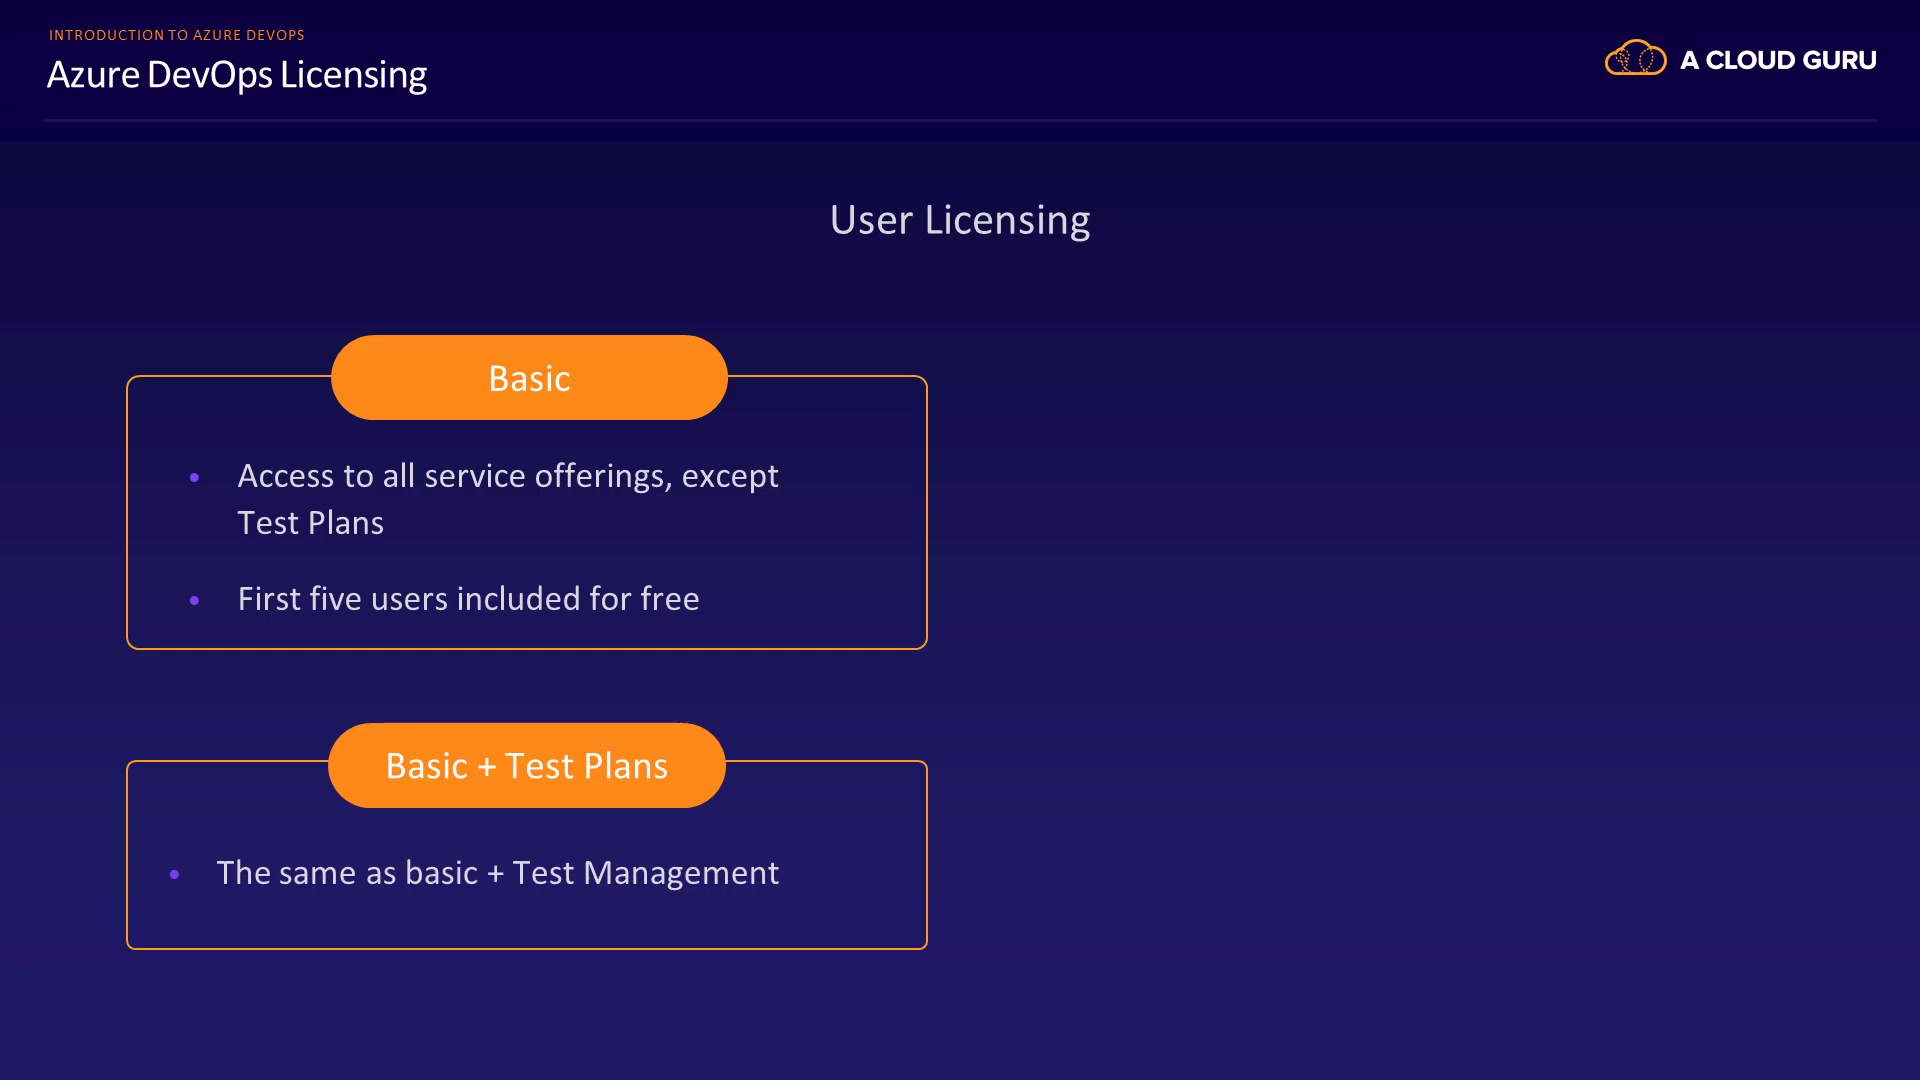 INTRODUCTION TO AZURE DEVOPS
Azure DevOps Licensing
A CLOUD GURU
User Licensing
Basic
• Access to all service offerings, except
Test Plans
• First five users included for free
Basic + Test Plans
• The same as basic + Test Management